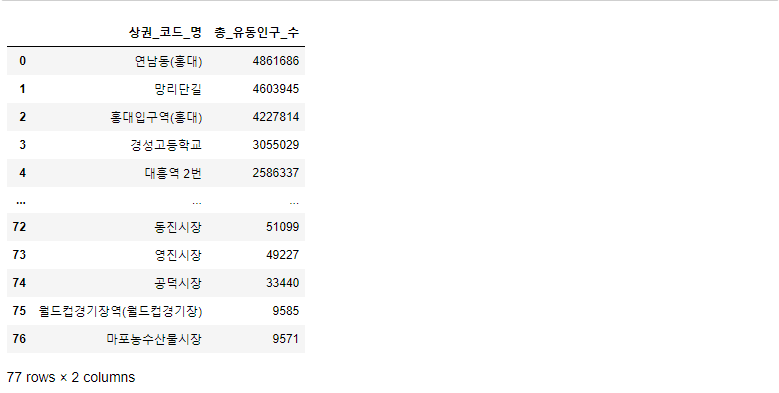 상권_코드_명 총_유동인구_수
0 연남동(홍대) 4861686
1 망리단길 4603945
2 홍대입구역(홍대) 4227814
3 경성고등학교 3055029
4 대흥역 2번 2586337
... ... ...
72 동진시장 51099
73 영진시장 49227
74 공덕시장 33440
75 월드컵경기장역(월드컵경기장) 9585
76 마포농수산물시장 9571
77 rows × 2 columns